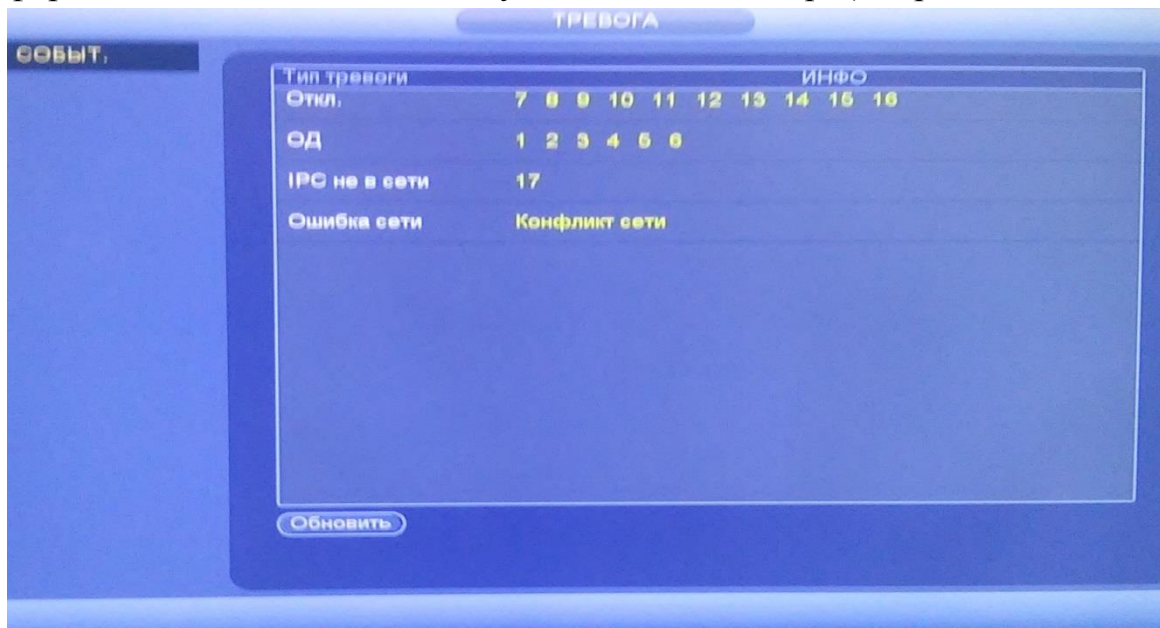 ТРЕВОГА
СОБЫТ.
Тип тревоги ИНФО
Откл. 7 8 9 10 11 12 13 14 15 16
ОД 1 2 3 4 5 6
IPC не в сети 17
Ошибка сети Конфликт сети
Обновить